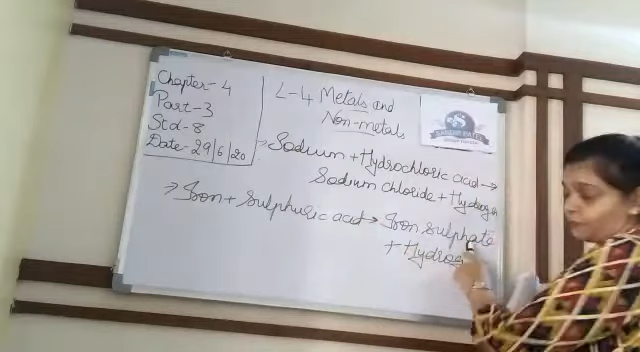 Chapter-4
Part-3
Std-8
Date-29/6/20
L-4 Metals and
Non-metals
⇒ Sodium + Hydrochloric acid →
Sodium chloride + Hydrogen
⇒ Iron + Sulphuric acid → Iron sulphate
+ Hydrogen